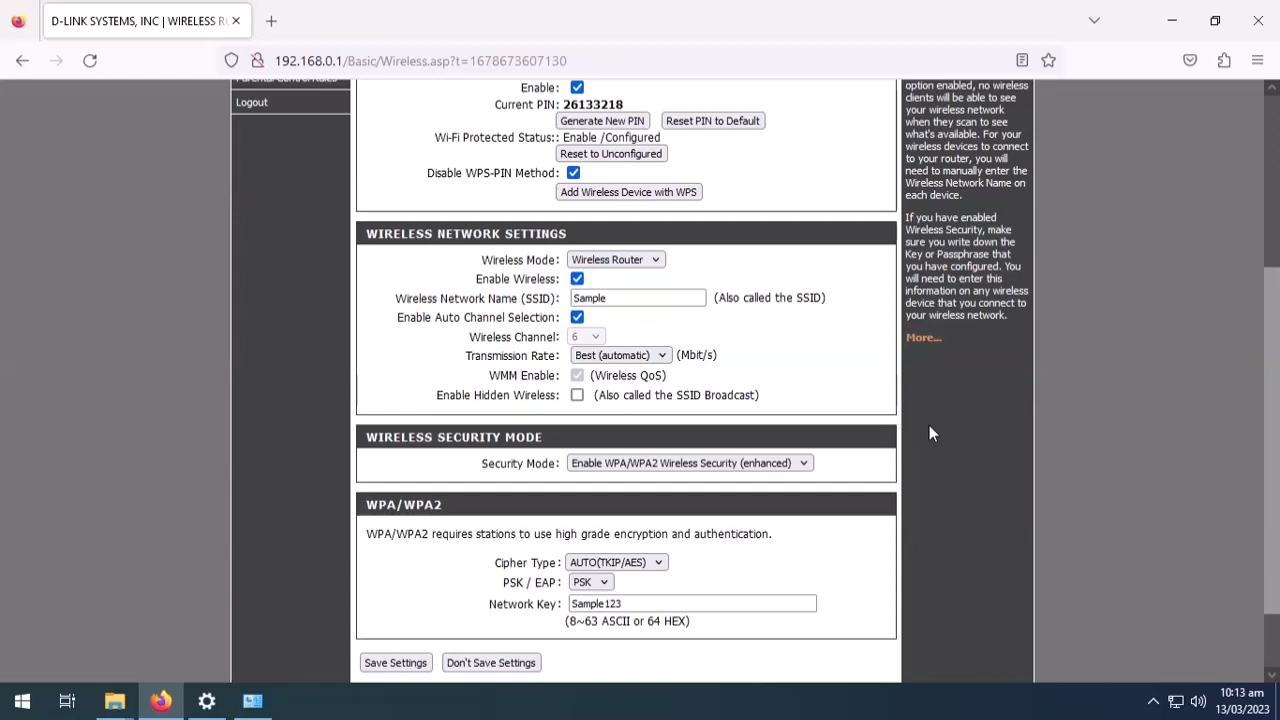 D-LINK SYSTEMS, INC | WIRELESS R
192.168.0.1/Basic/Wireless.asp?t=1678673607130
Parental Control Rules
Logout
Enable:
Current PIN: 26133218
Generate New PIN Reset PIN to Default
Wi-Fi Protected Status:: Enable /Configured
Reset to Unconfigured
Disable WPS-PIN Method:
Add Wireless Device with WPS
WIRELESS NETWORK SETTINGS
Wireless Mode: Wireless Router
Enable Wireless:
Wireless Network Name (SSID): Sample (Also called the SSID)
Enable Auto Channel Selection:
Wireless Channel: 6
Transmission Rate: Best (automatic) (Mbit/s)
WMM Enable: (Wireless QoS)
Enable Hidden Wireless: (Also called the SSID Broadcast)
WIRELESS SECURITY MODE
Security Mode: Enable WPA/WPA2 Wireless Security (enhanced)
WPA/WPA2
WPA/WPA2 requires stations to use high grade encryption and authentication.
Cipher Type: AUTO(TKIP/AES)
PSK / EAP: PSK
Network Key: Sample123
(8~63 ASCII or 64 HEX)
Save Settings Don't Save Settings
option enabled, no wireless
clients will be able to see
your wireless network
when they scan to see
what's available. For your
wireless devices to connect
to your router, you will
need to manually enter the
Wireless Network Name on
each device.
If you have enabled
Wireless Security, make
sure you write down the
Key or Passphrase that
you have configured. You
will need to enter this
information on any wireless
device that you connect to
your wireless network.
More...
10:13 am
13/03/2023